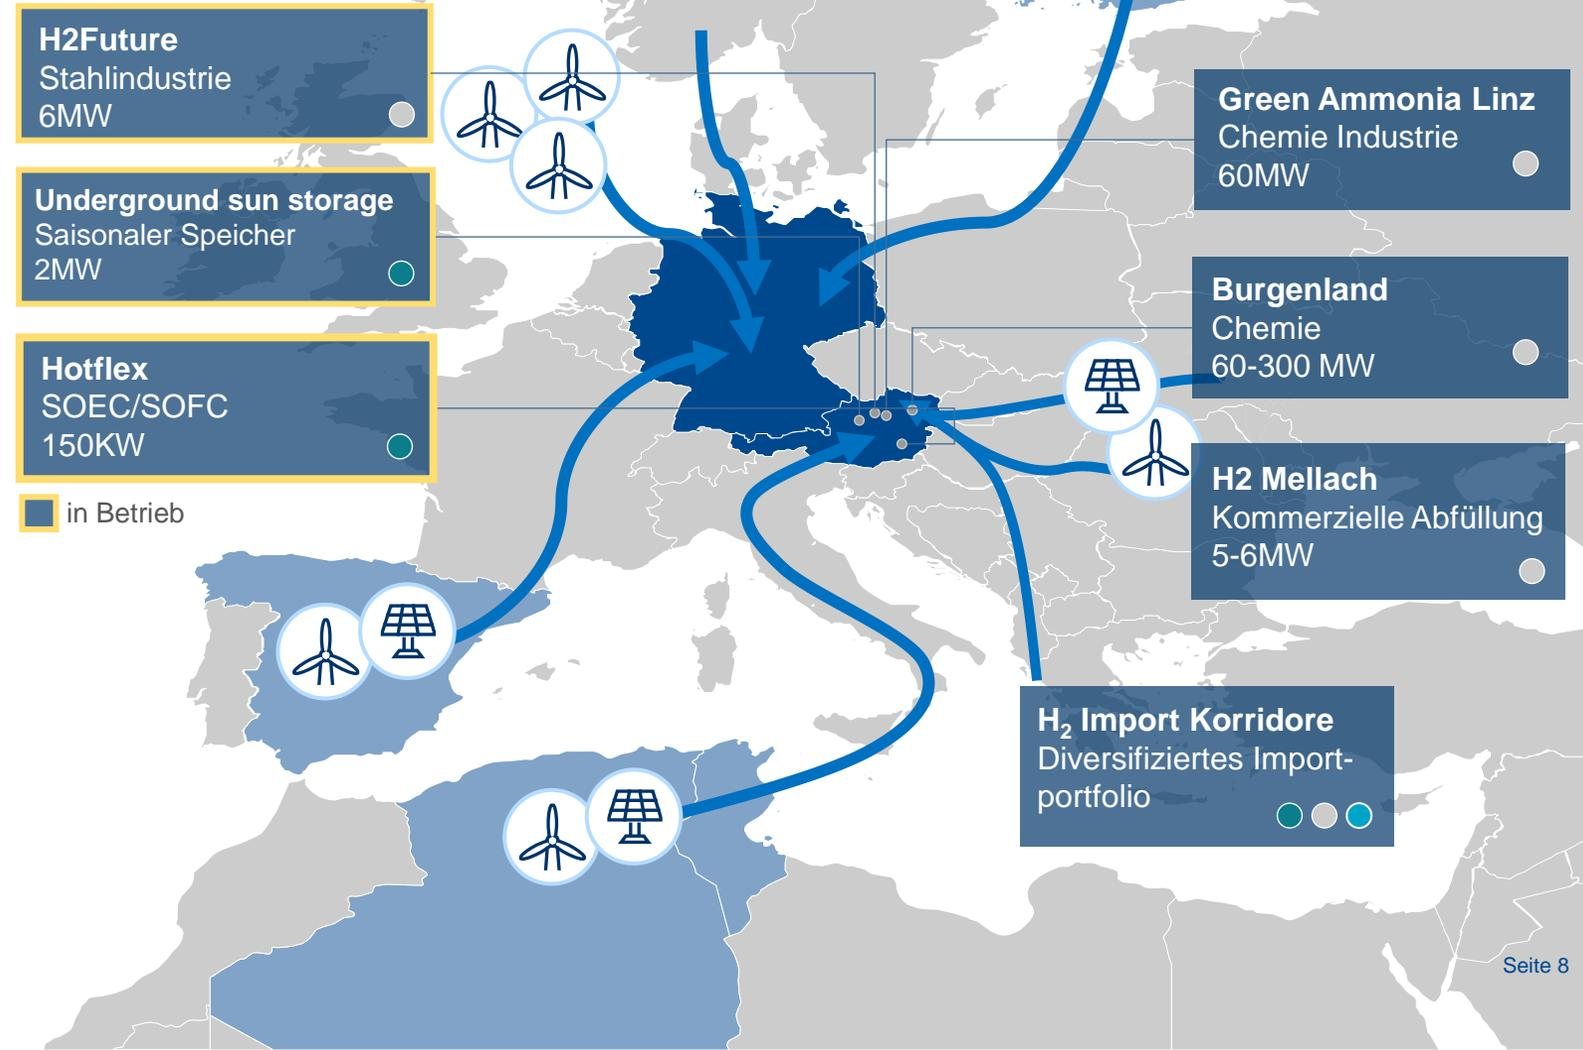 H2Future
Stahlindustrie
6MW
Underground sun storage
Saisonaler Speicher
2MW
Hotflex
SOEC/SOFC
150KW
in Betrieb
Green Ammonia Linz
Chemie Industrie
60MW
Burgenland
Chemie
60-300 MW
H2 Mellach
Kommerzielle Abfüllung
5-6MW
H₂ Import Korridore
Diversifiziertes Import-
portfolio
Seite 8